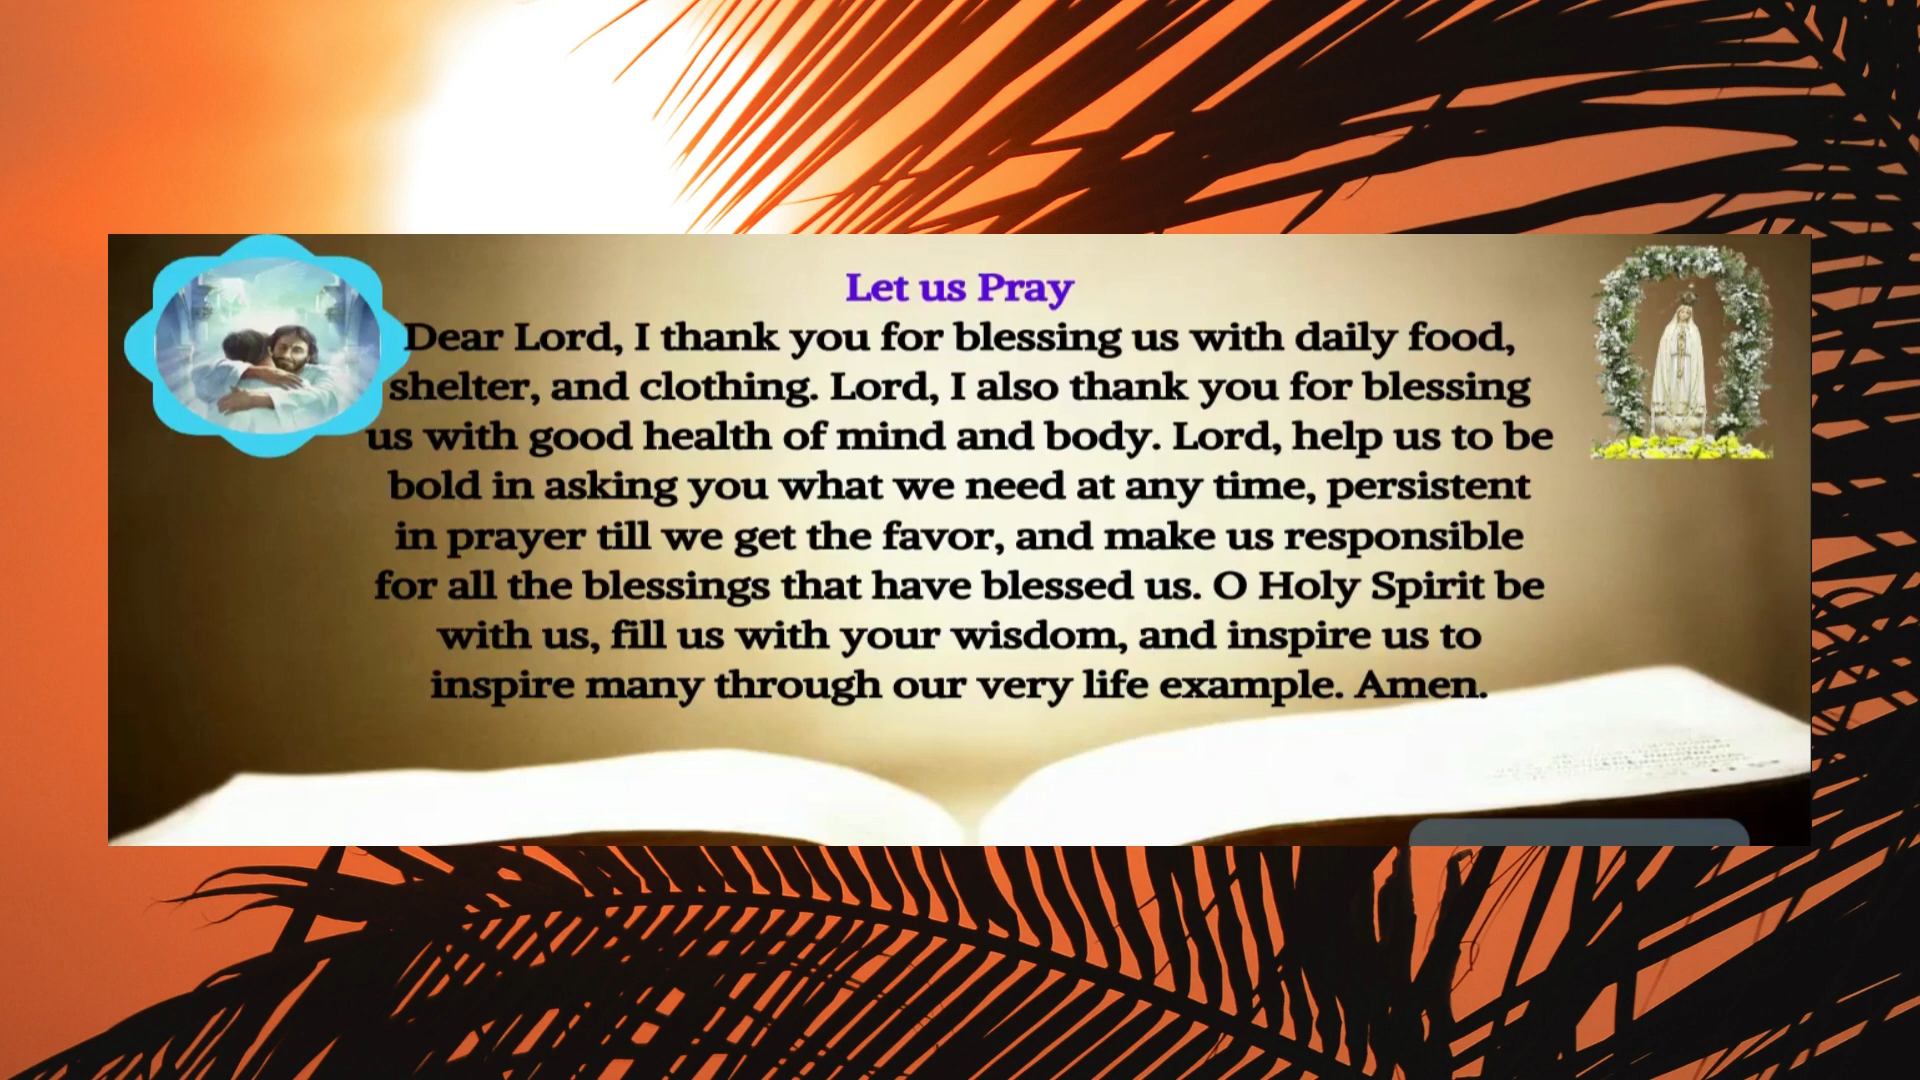 Let us Pray
Dear Lord, I thank you for blessing us with daily food,
shelter, and clothing. Lord, I also thank you for blessing
us with good health of mind and body. Lord, help us to be
bold in asking you what we need at any time, persistent
in prayer till we get the favor, and make us responsible
for all the blessings that have blessed us. O Holy Spirit be
with us, fill us with your wisdom, and inspire us to
inspire many through our very life example. Amen.